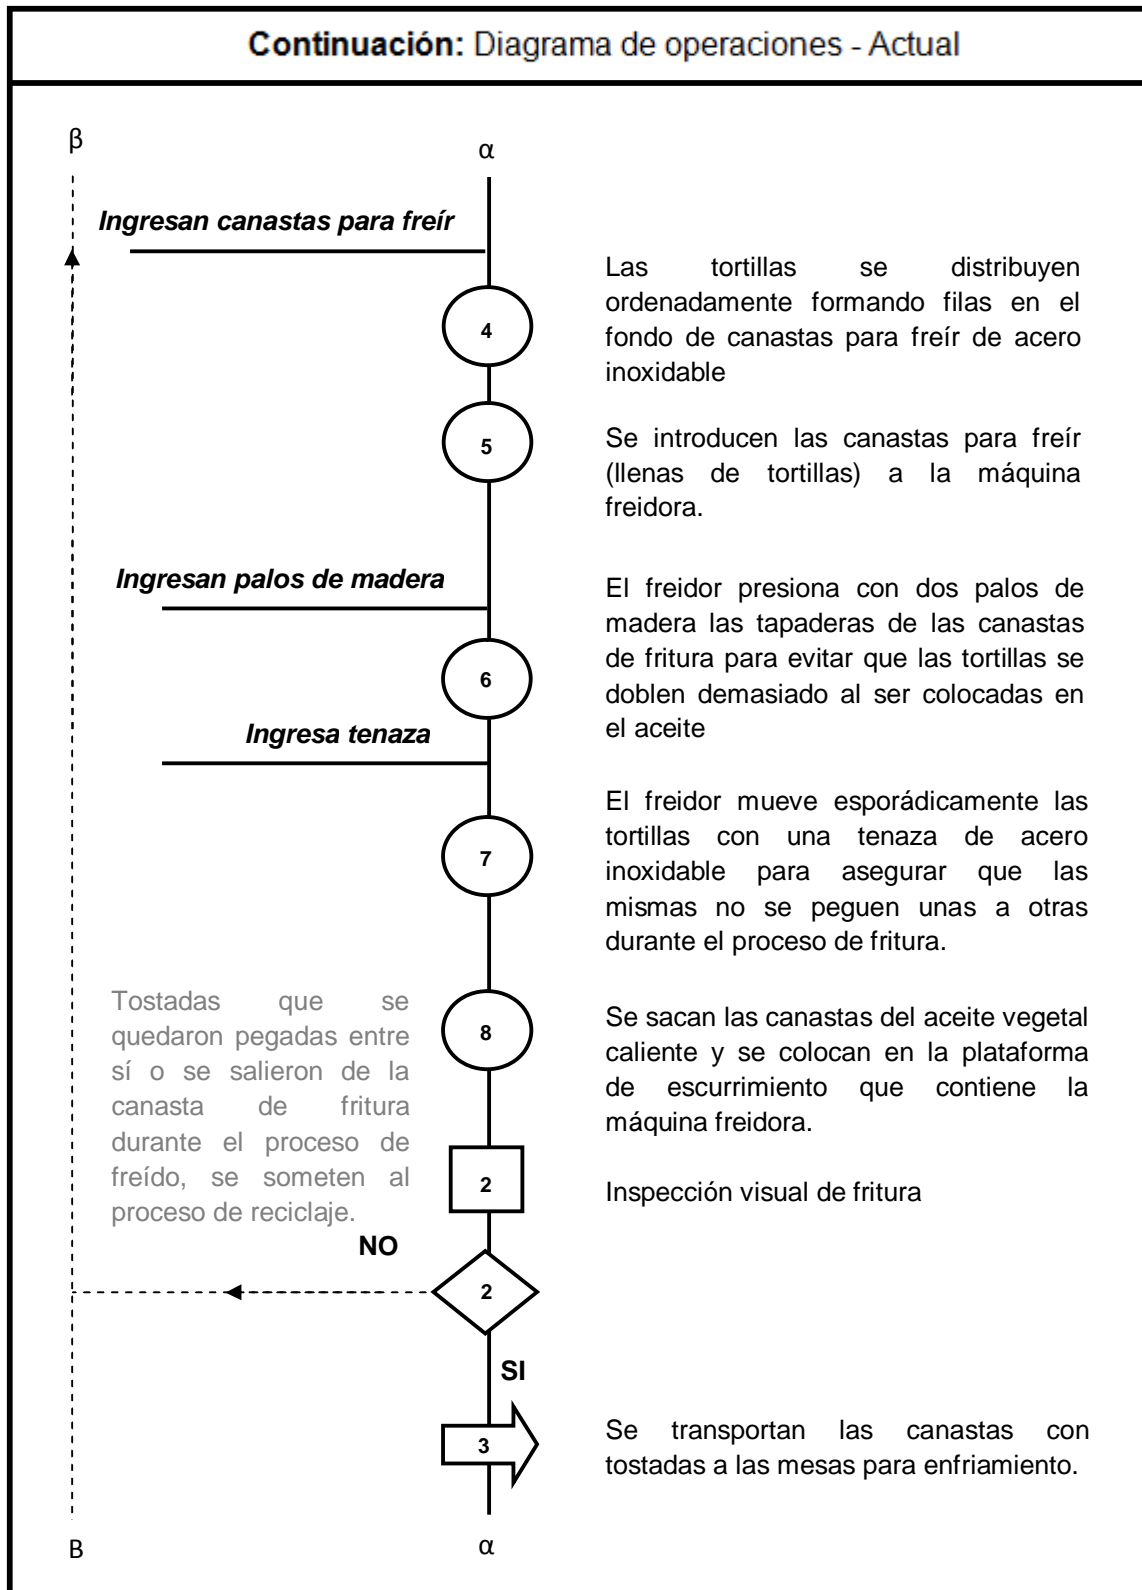 Continuación: Diagrama de operaciones - Actual
β
α
Ingresan canastas para freír
4
Las tortillas se distribuyen
ordenadamente formando filas en el
fondo de canastas para freír de acero
inoxidable
5
Se introducen las canastas para freír
(llenas de tortillas) a la máquina
freidora.
Ingresan palos de madera
6
El freidor presiona con dos palos de
madera las tapaderas de las canastas
de fritura para evitar que las tortillas se
doblen demasiado al ser colocadas en
el aceite
Ingresa tenaza
7
El freidor mueve esporádicamente las
tortillas con una tenaza de acero
inoxidable para asegurar que las
mismas no se peguen unas a otras
durante el proceso de fritura.
Tostadas que se
quedaron pegadas entre
sí o se salieron de la
canasta de fritura
durante el proceso de
freído, se someten al
proceso de reciclaje.
8
Se sacan las canastas del aceite vegetal
caliente y se colocan en la plataforma
de escurrimiento que contiene la
máquina freidora.
2
Inspección visual de fritura
NO
2
SI
3
Se transportan las canastas con
tostadas a las mesas para enfriamiento.
B
α